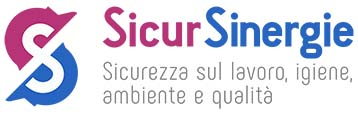 SicurSinergie
Sicurezza sul lavoro, igiene,
ambiente e qualità